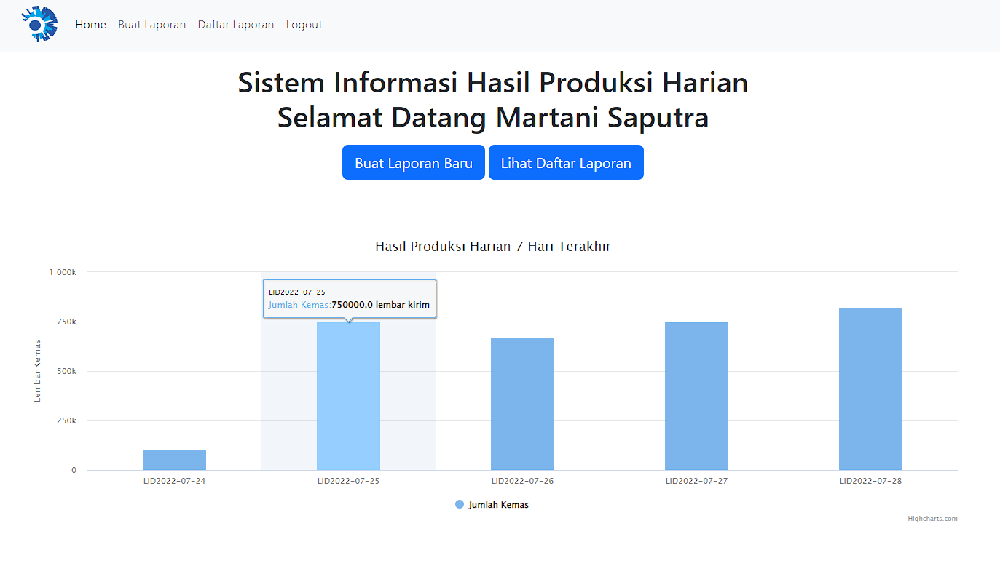 Home Buat Laporan Daftar Laporan Logout
Sistem Informasi Hasil Produksi Harian
Selamat Datang Martani Saputra
Buat Laporan Baru Lihat Daftar Laporan
Hasil Produksi Harian 7 Hari Terakhir
Lembar Kemas
1 000k
750k
500k
250k
0
LID2022-07-25
Jumlah Kemas:750000.0 lembar kirim
LID2022-07-24 LID2022-07-25 LID2022-07-26 LID2022-07-27 LID2022-07-28
Jumlah Kemas
Highcharts.com